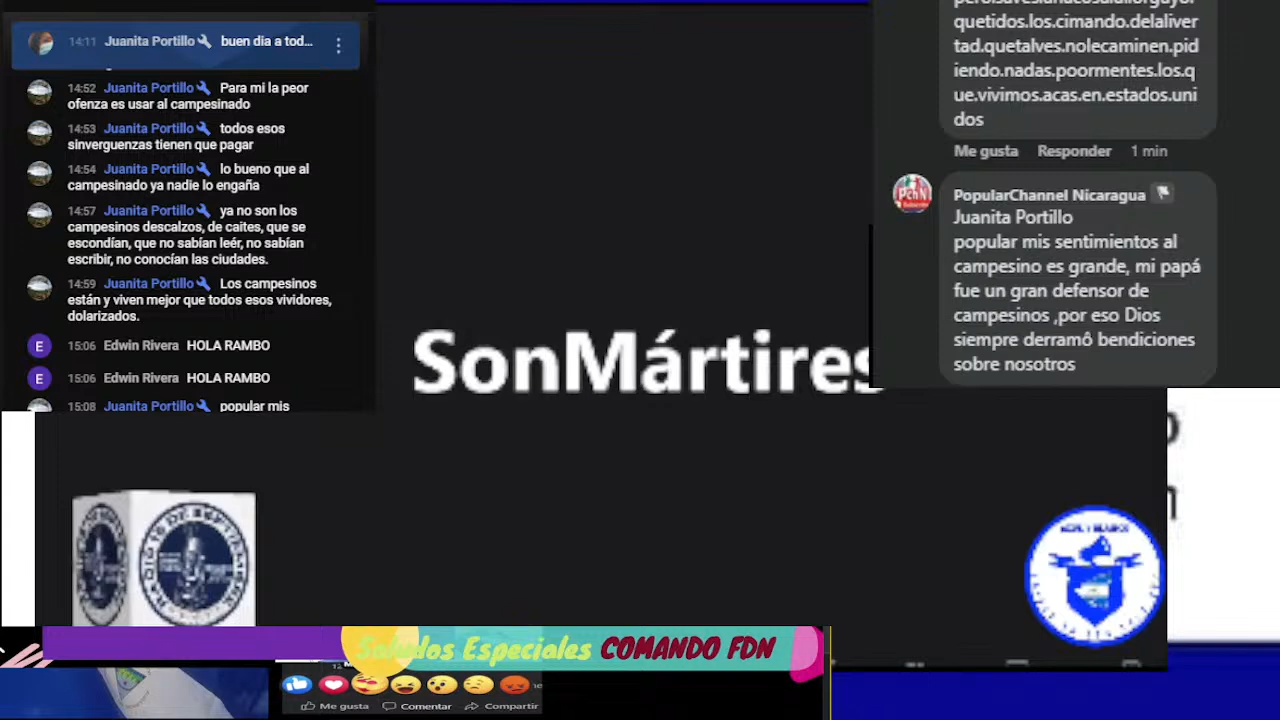 14:11 Juanita Portillo buen dia a tod...
14:52 Juanita Portillo Para mi la peor
ofenza es usar al campesinado
14:53 Juanita Portillo todos esos
sinverguenzas tienen que pagar
14:54 Juanita Portillo lo bueno que al
campesinado ya nadie lo engaña
14:57 Juanita Portillo ya no son los
campesinos descalzos, de caites, que se
escondían, que no sabían leér, no sabían
escribir, no conocían las ciudades.
14:59 Juanita Portillo Los campesinos
están y viven mejor que todos esos vividores,
dolarizados.
E 15:06 Edwin Rivera HOLA RAMBO
E 15:06 Edwin Rivera HOLA RAMBO
15:08 Juanita Portillo popular mis
SonMártires
quetidos.los.cimando.delaliver
tad.quetalves.nolecaminen.pid
iendo.nadas.poormentes.los.q
ue.vivimos.acas.en.estados.uni
dos
Me gusta Responder 1 min
PchN
PopularChannel Nicaragua
Juanita Portillo
popular mis sentimientos al
campesino es grande, mi papá
fue un gran defensor de
campesinos ,por eso Dios
siempre derramô bendiciones
sobre nosotros
Saludos Especiales COMANDO FDN
Me gusta Comentar Compartir